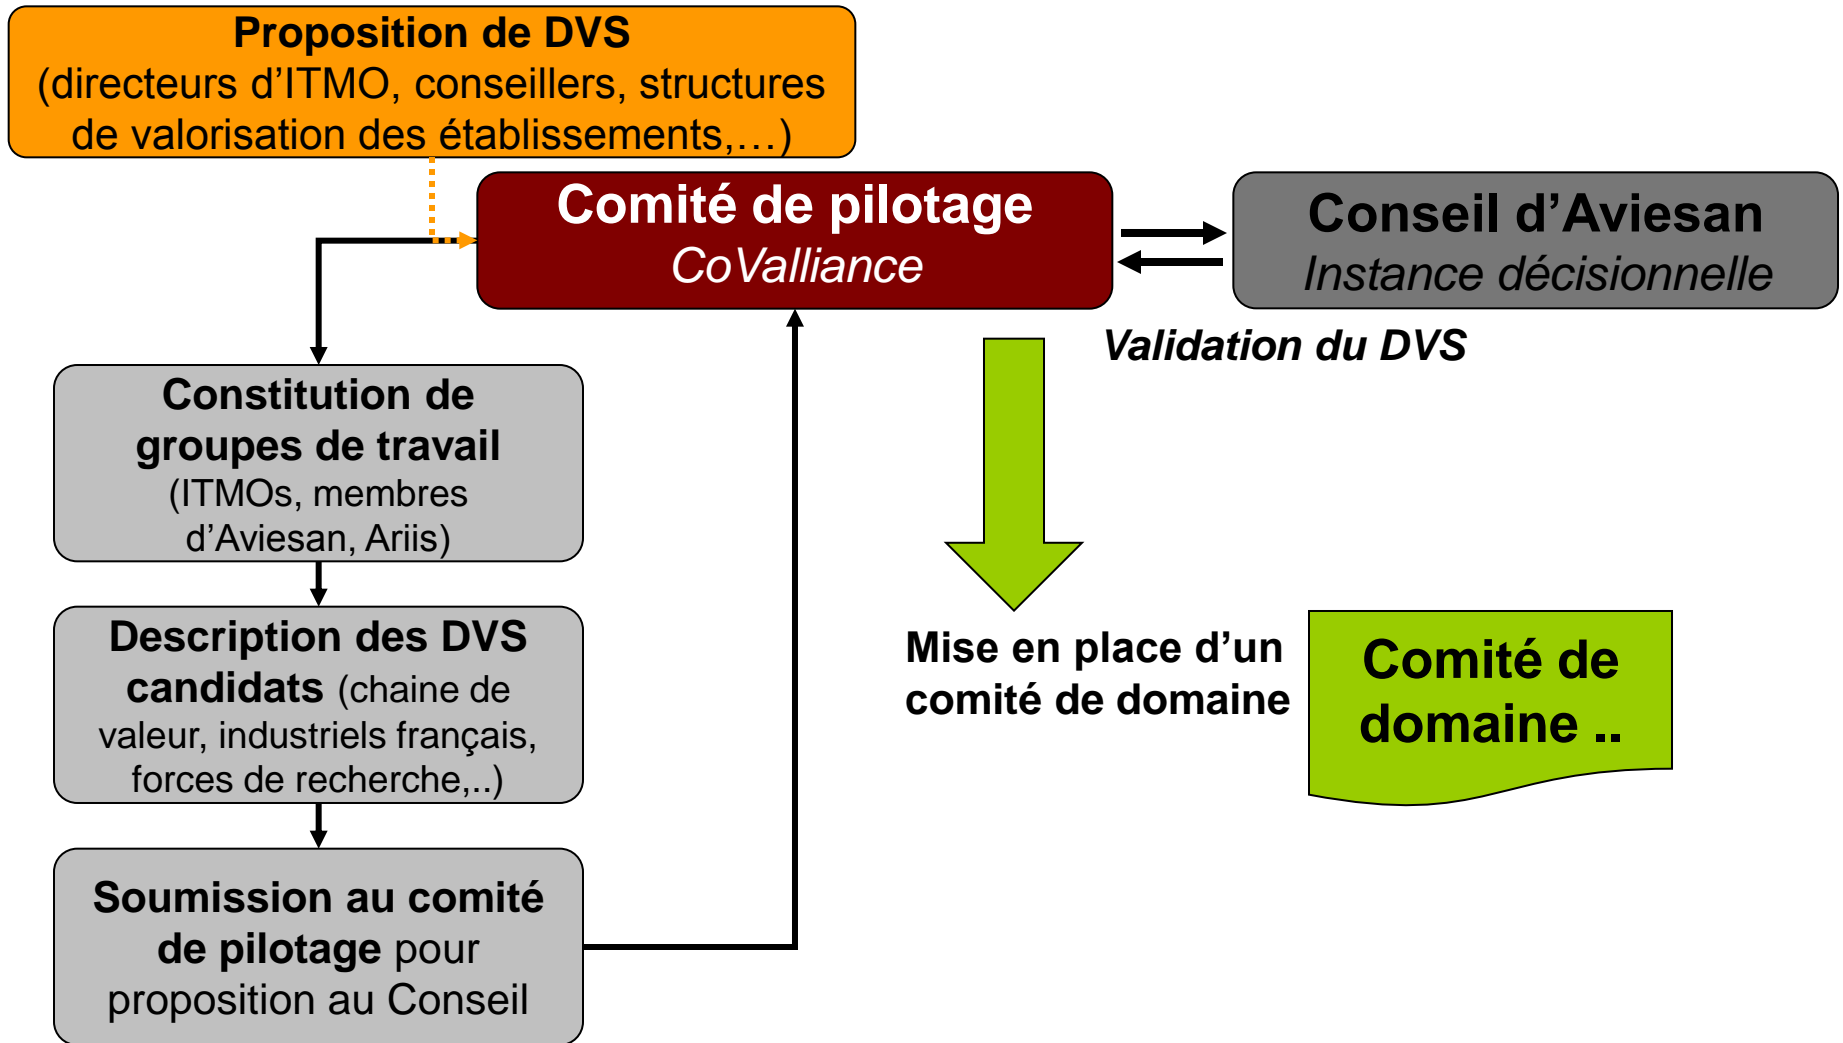 Proposition de DVS
(directeurs d’ITMO, conseillers, structures
de valorisation des établissements,…)
Comité de pilotage
CoValliance
Conseil d’Aviesan
Instance décisionnelle
Validation du DVS
Constitution de
groupes de travail
(ITMOs, membres
d’Aviesan, Ariis)
Description des DVS
candidats (chaine de
valeur, industriels français,
forces de recherche,..)
Soumission au comité
de pilotage pour
proposition au Conseil
Mise en place d’un
comité de domaine
Comité de
domaine ..